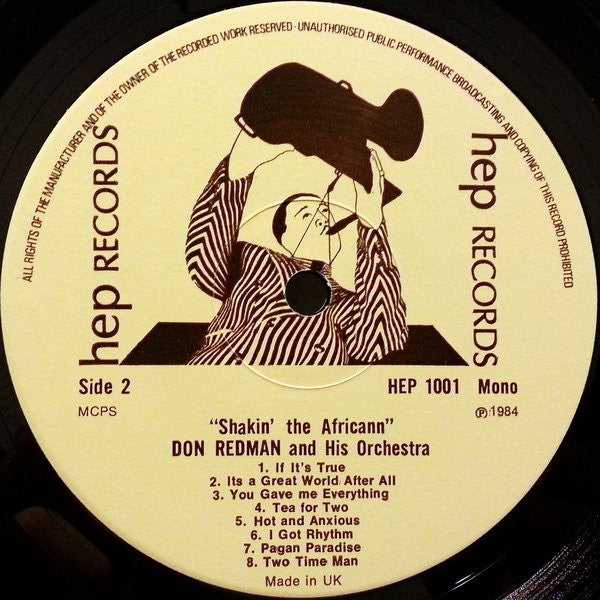 ALL RIGHTS OF THE MANUFACTURER AND OF THE OWNER OF THE RECORDED WORK RESERVED · UNAUTHORISED PUBLIC PERFORMANCE BROADCASTING AND COPYING OF THIS RECORD PROHIBITED
hep RECORDS
hep RECORDS
Side 2
HEP 1001 Mono
MCPS
℗ 1984
"Shakin' the Africann"
DON REDMAN and His Orchestra
1. If It's True
2. Its a Great World After All
3. You Gave me Everything
4. Tea for Two
5. Hot and Anxious
6. I Got Rhythm
7. Pagan Paradise
8. Two Time Man
Made in UK